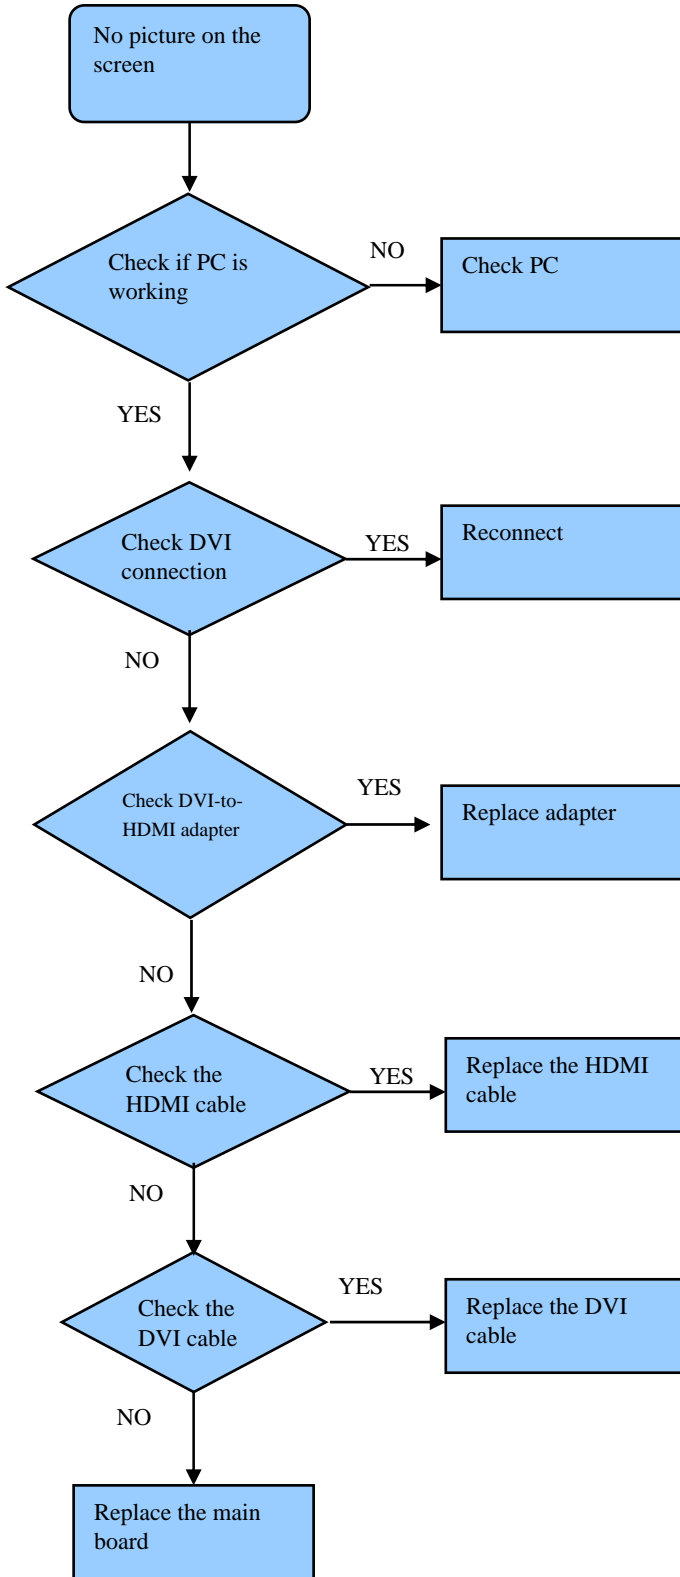 No picture on the
screen
Check if PC is
working
NO
Check PC
YES
Check DVI
connection
YES
Reconnect
NO
Check DVI-to-
HDMI adapter
YES
Replace adapter
NO
Check the
HDMI cable
YES
Replace the HDMI
cable
NO
Check the
DVI cable
YES
Replace the DVI
cable
NO
Replace the main
board